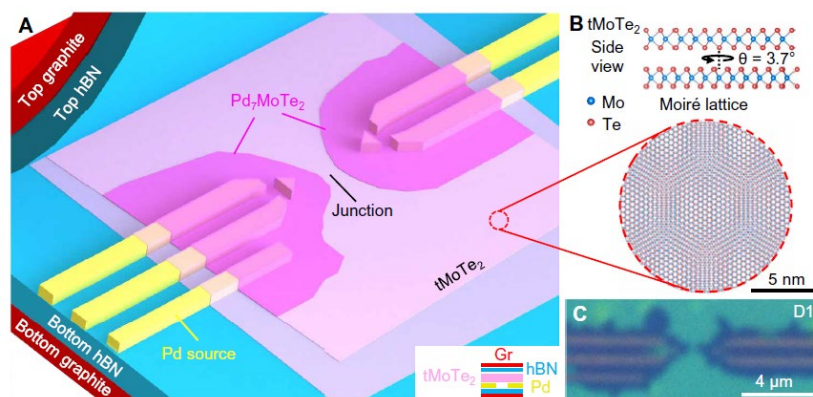 A
Top graphite
Top hBN
Pd₇MoTe₂
Junction
tMoTe₂
Pd source
Bottom hBN
Bottom graphite
Gr
hBN
tMoTe₂
Pd
B
tMoTe₂
Side
view
θ = 3.7°
Mo
Te
Moiré lattice
5 nm
C
D1
4 μm